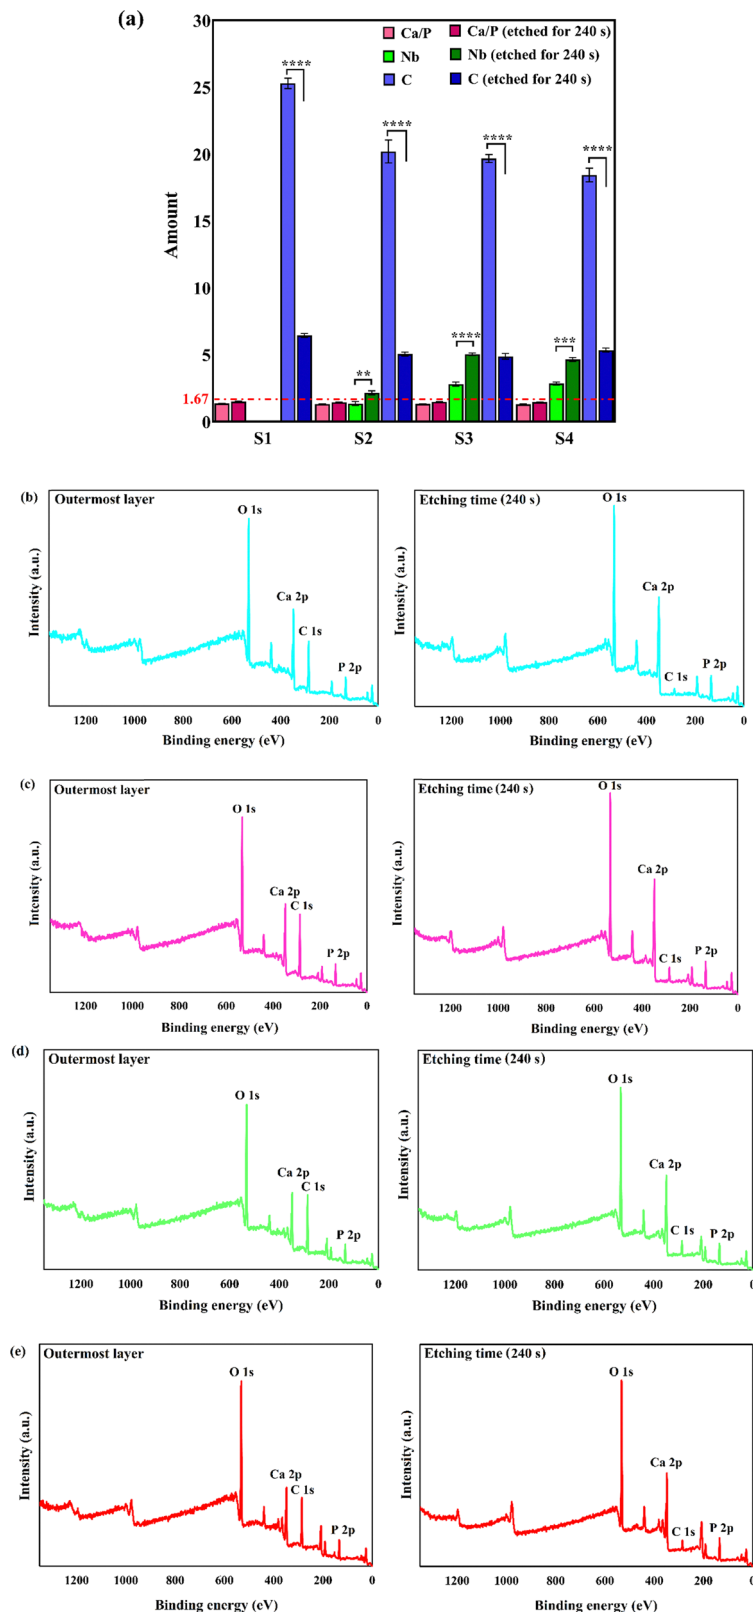 (a)
30
25
20
15
10
5
1.67
0
Amount
Ca/P
Ca/P (etched for 240 s)
Nb
Nb (etched for 240 s)
C
C (etched for 240 s)
****
****
****
****
**
****
***
S1
S2
S3
S4
(b)
Outermost layer
O 1s
Ca 2p
C 1s
P 2p
Intensity (a.u.)
1200 1000 800 600 400 200 0
Binding energy (eV)
Etching time (240 s)
O 1s
Ca 2p
C 1s
P 2p
Intensity (a.u.)
1200 1000 800 600 400 200 0
Binding energy (eV)
(c)
Outermost layer
O 1s
Ca 2p
C 1s
P 2p
Intensity (a.u.)
1200 1000 800 600 400 200 0
Binding energy (eV)
Etching time (240 s)
O 1s
Ca 2p
C 1s
P 2p
Intensity (a.u.)
1200 1000 800 600 400 200 0
Binding energy (eV)
(d)
Outermost layer
O 1s
Ca 2p
C 1s
P 2p
Intensity (a.u.)
1200 1000 800 600 400 200 0
Binding energy (eV)
Etching time (240 s)
O 1s
Ca 2p
C 1s
P 2p
Intensity (a.u.)
1200 1000 800 600 400 200 0
Binding energy (eV)
(e)
Outermost layer
O 1s
Ca 2p
C 1s
P 2p
Intensity (a.u.)
1200 1000 800 600 400 200 0
Binding energy (eV)
Etching time (240 s)
O 1s
Ca 2p
C 1s
P 2p
Intensity (a.u.)
1200 1000 800 600 400 200 0
Binding energy (eV)